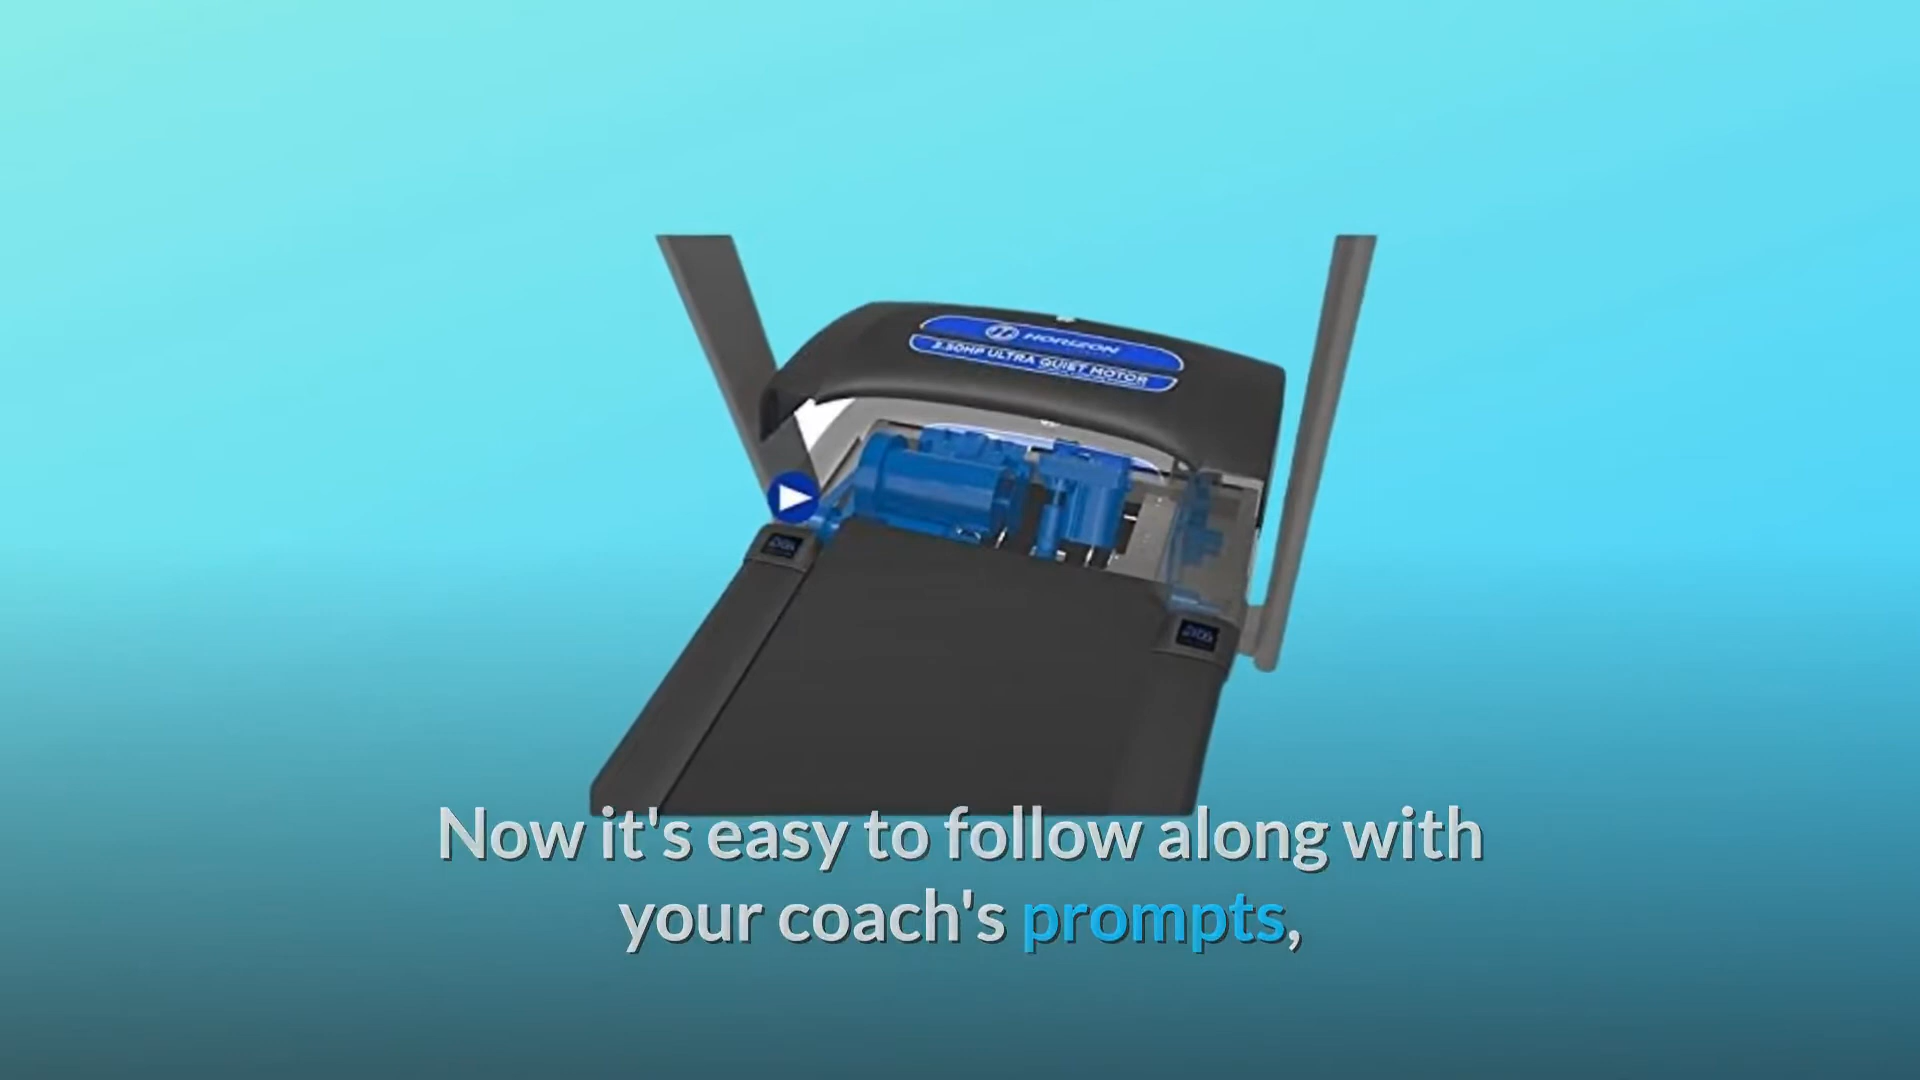 HORIZON
2.50HP ULTRA QUIET MOTOR
Now it's easy to follow along with
your coach's prompts,